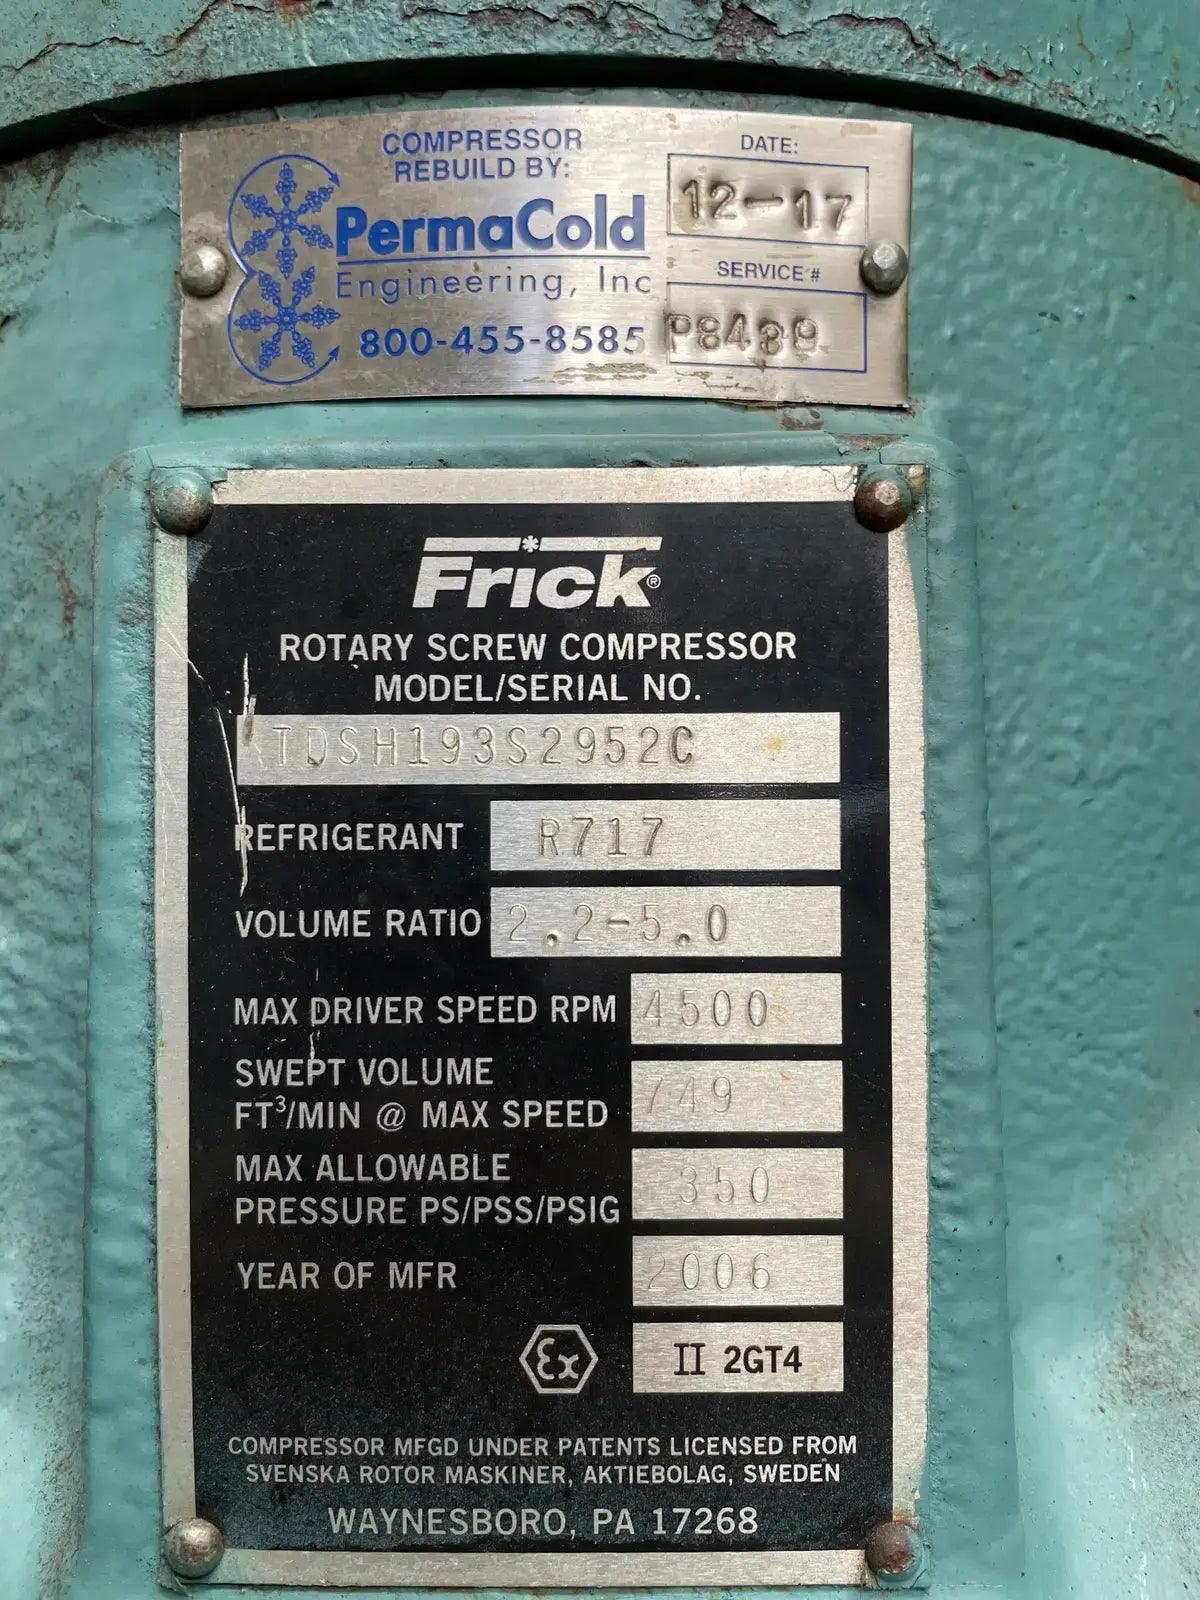 COMPRESSOR
REBUILD BY:
PermaCold
Engineering, Inc
800-455-8585
DATE:
12-17
SERVICE #
P8439
Frick®
ROTARY SCREW COMPRESSOR
MODEL/SERIAL NO.
TDSH193S2952C
REFRIGERANT R717
VOLUME RATIO 2.2-5.0
MAX DRIVER SPEED RPM 4500
SWEPT VOLUME
FT³/MIN @ MAX SPEED 749
MAX ALLOWABLE
PRESSURE PS/PSS/PSIG 350
YEAR OF MFR 2006
Ex II 2GT4
COMPRESSOR MFGD UNDER PATENTS LICENSED FROM
SVENSKA ROTOR MASKINER, AKTIEBOLAG, SWEDEN
WAYNESBORO, PA 17268